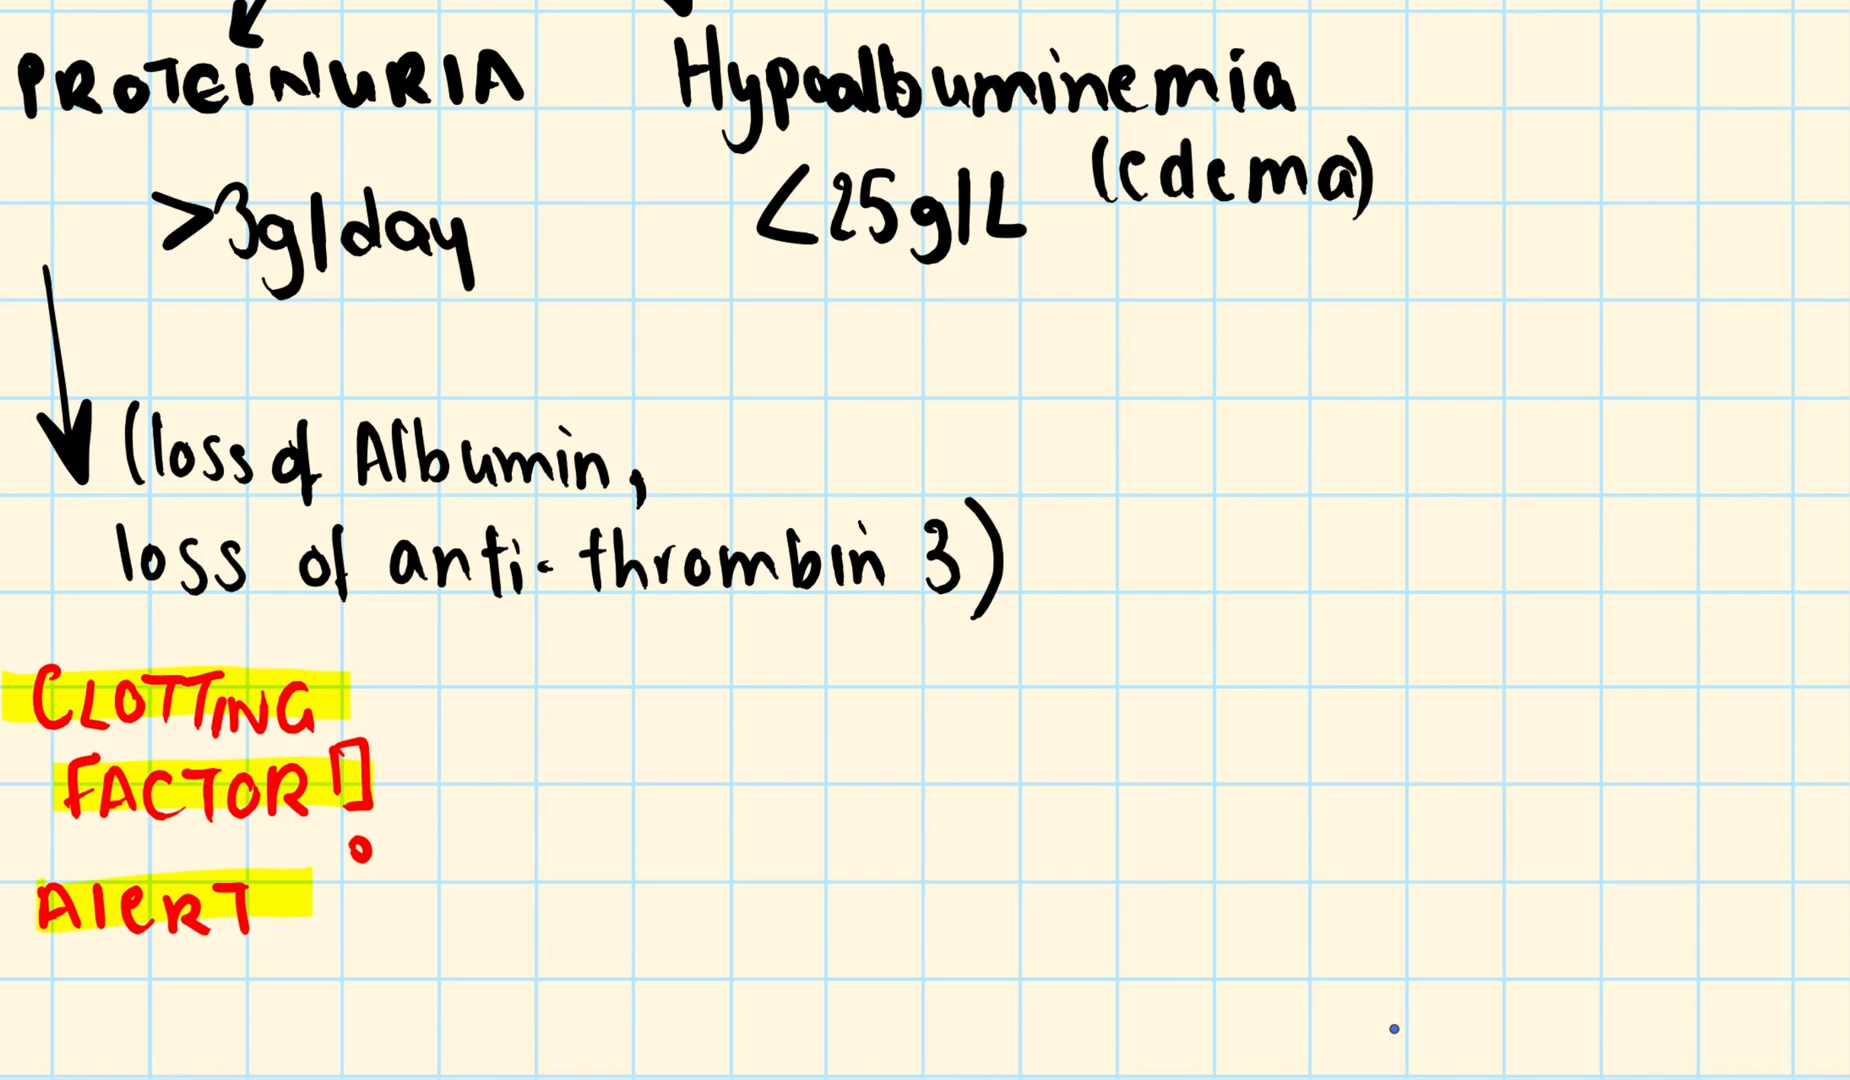 PROTEINURIA
Hypoalbuminemia
(edema)
>3g/day
<25g/L
(loss of Albumin,
loss of anti-thrombin 3)
CLOTTING
FACTOR!
AlERT